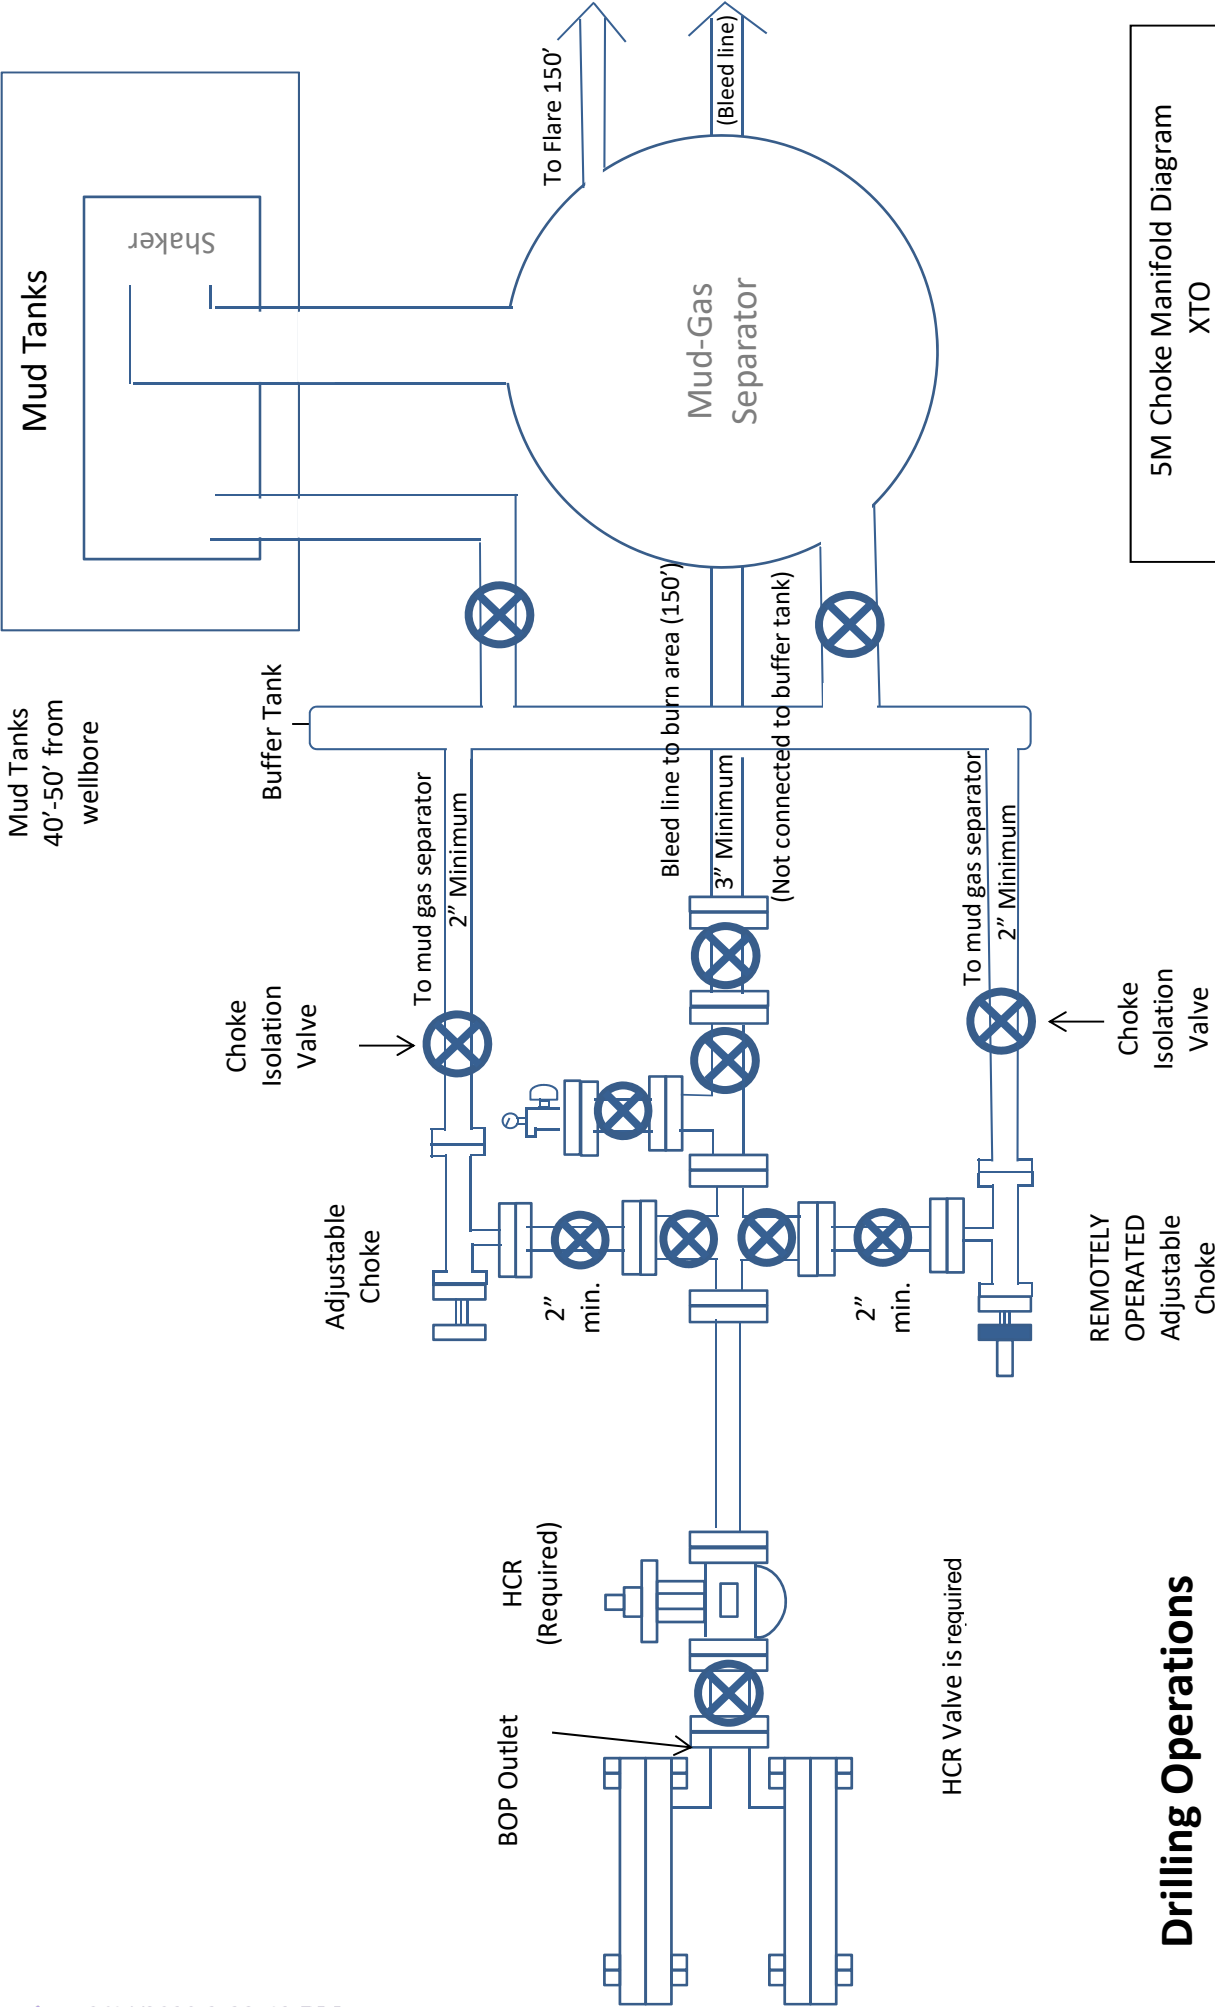 Mud Tanks
40'-50' from
wellbore
Mud Tanks
Shaker
Buffer Tank
Choke
Isolation
Valve
Adjustable
Choke
To mud gas separator
2" Minimum
To Flare 150'
(Bleed line)
Mud-Gas
Separator
HCR
(Required)
BOP Outlet
2"
min.
2"
min.
Bleed line to burn area (150')
3" Minimum
(Not connected to buffer tank)
To mud gas separator
2" Minimum
HCR Valve is required
REMOTELY
OPERATED
Adjustable
Choke
Choke
Isolation
Valve
Drilling Operations
5M Choke Manifold Diagram
XTO